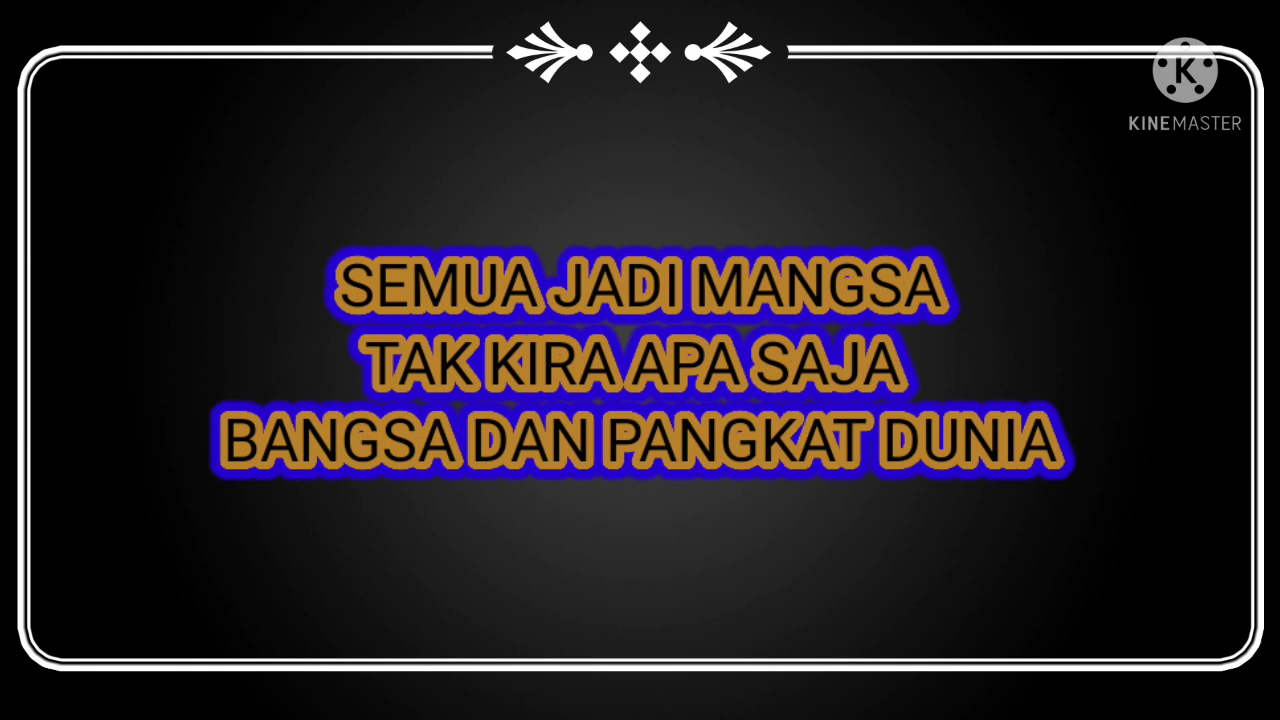 K
KINEMASTER
SEMUA JADI MANGSA
TAK KIRA APA SAJA
BANGSA DAN PANGKAT DUNIA